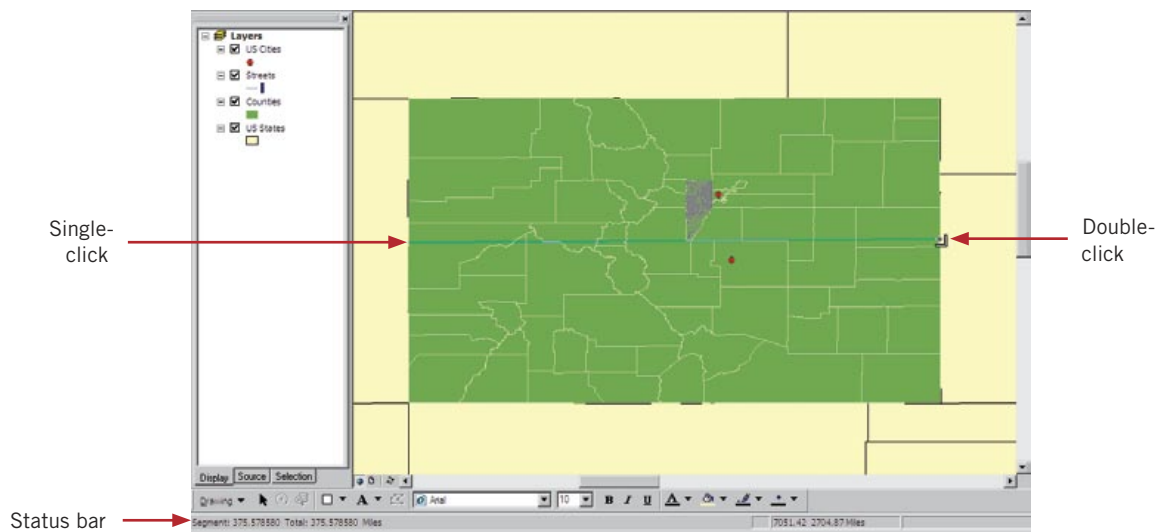 Layers
US Cities
Streets
Counties
US States
Single-
click
Double-
click
Display Source Selection
Drawing A Arial 10 B I U A
Status bar
Segment: 375.578580 Total: 375.578580 Miles
7051.42 2704.87 Miles